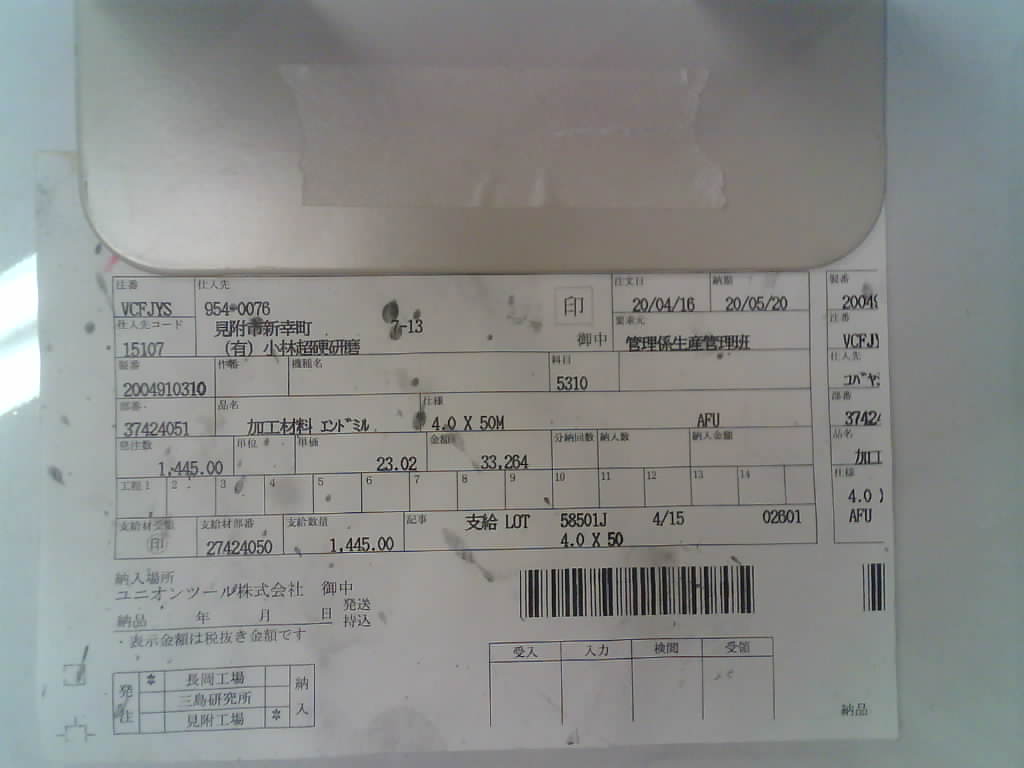 注番 仕入先 注文日 納期 製番
VCFJYS 954-0076 印 20/04/16 20/05/20 2004
仕入先コード 見附市新幸町 7-13 注番
15107 (有) 小林超硬研磨 御中 管理係生産管理班 VCFJ
製番 作番 機種名 科目 仕入先
2004910310 5310 コバヤ
部番 品名 仕様 部番
37424051 加工材料 エンドミル 4.0 X 50M AFU 3742
発注数 単位 単価 金額 分納回数 納入数 納入金額 品名
1,445.00 23.02 33,264 加工
工程1 2 3 4 5 6 7 8 9 10 11 12 13 14 仕様
4.0
支給材受領 支給材部番 支給数量 記事 支給 LOT 58501J 4/15 02601 AFU
印 27424050 1,445.00 4.0 X 50
納入場所
ユニオンツール株式会社 御中
納品 年 月 日 発送
持込
・表示金額は税抜き金額です
受入 入力 検閲 受領
発注 * 長岡工場 納入
三島研究所
見附工場 *
納品